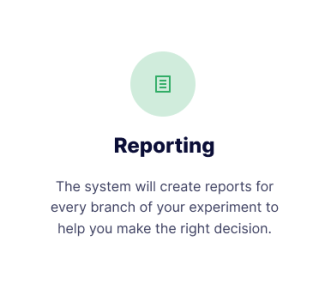 Reporting
The system will create reports for
every branch of your experiment to
help you make the right decision.